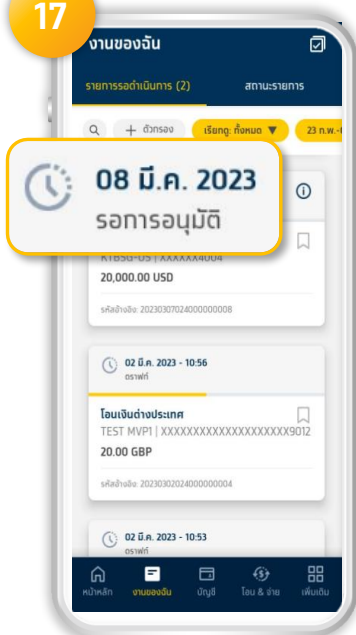 17
งานของฉัน
รายการรอดำเนินการ (2)
สถานะรายการ
+ ตัวกรอง
เรียกดู: ทั้งหมด ▼
23 ก.พ.-
08 มี.ค. 2023
รอการอนุมัติ
KTBSG-US | XXXXXX4004
20,000.00 USD
รหัสอ้างอิง: 20230307024000000008
02 มี.ค. 2023 - 10:56
ดราฟท์
โอนเงินต่างประเทศ
TEST MVP1 | XXXXXXXXXXXXXXXXXXXX9012
20.00 GBP
รหัสอ้างอิง: 20230302024000000004
02 มี.ค. 2023 - 10:53
ดราฟท์
หน้าหลัก
งานของฉัน
บัญชี
โอน & จ่าย
เพิ่มเติม